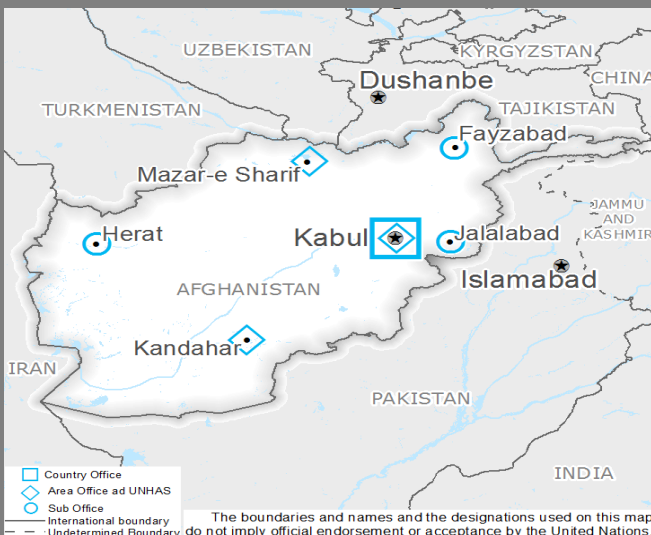 UZBEKISTAN
KYRGYZSTAN
CHINA
Dushanbe
TURKMENISTAN
TAJIKISTAN
Fayzabad
Mazar-e Sharif
JAMMU
AND
KASHMIR
Herat
Kabul
Jalalabad
Islamabad
AFGHANISTAN
Kandahar
IRAN
PAKISTAN
INDIA
Country Office
Area Office ad UNHAS
Sub Office
International boundary
Undetermined Boundary
The boundaries and names and the designations used on this map
do not imply official endorsement or acceptance by the United Nations.